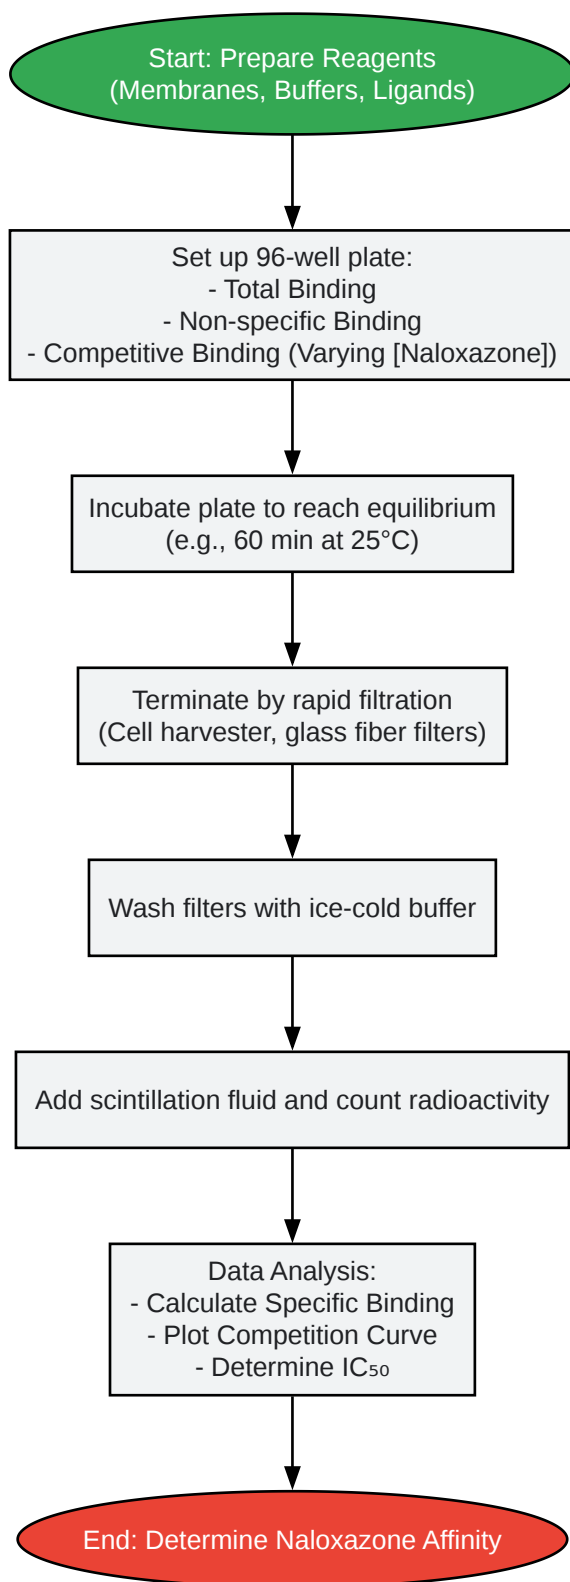 Start: Prepare Reagents
(Membranes, Buffers, Ligands)
Set up 96-well plate:
- Total Binding
- Non-specific Binding
- Competitive Binding (Varying [Naloxazone])
Incubate plate to reach equilibrium
(e.g., 60 min at 25°C)
Terminate by rapid filtration
(Cell harvester, glass fiber filters)
Wash filters with ice-cold buffer
Add scintillation fluid and count radioactivity
Data Analysis:
- Calculate Specific Binding
- Plot Competition Curve
- Determine IC₅₀
End: Determine Naloxazone Affinity